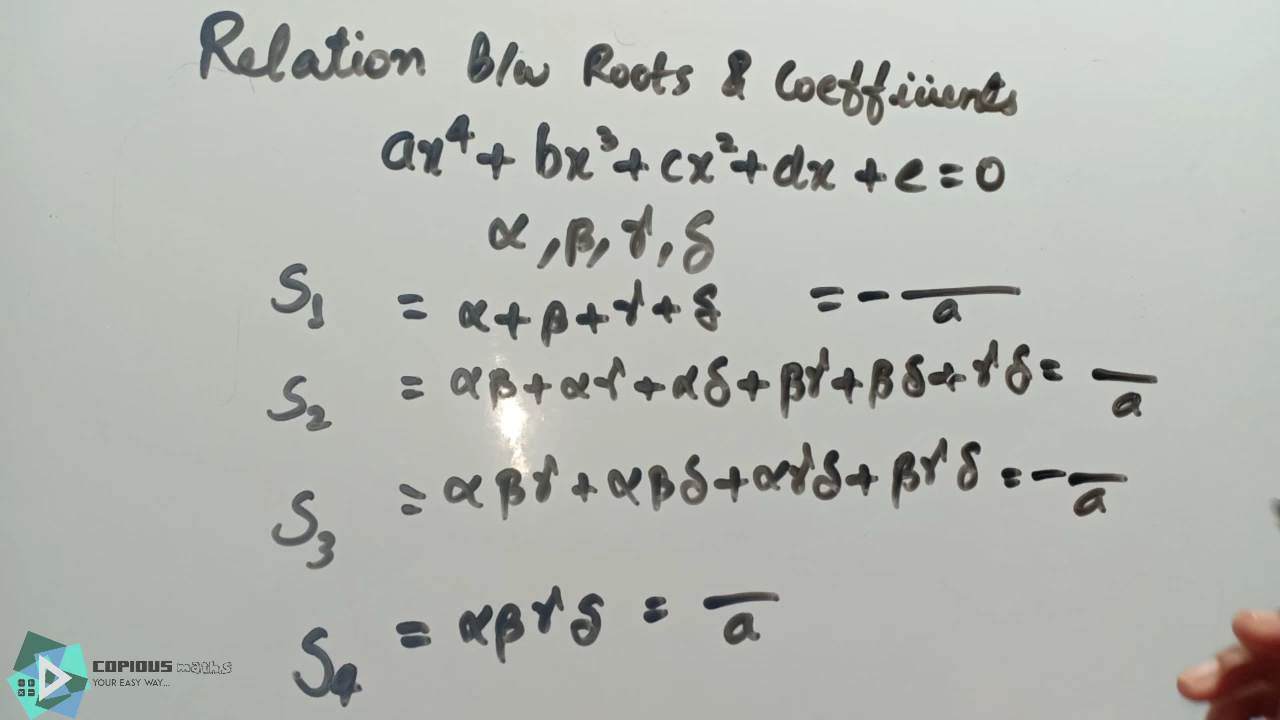 Relation B/w Roots & Coefficients
ax⁴ + bx³ + cx² + dx + e = 0
α, β, γ, δ
S₁ = α + β + γ + δ = - —/a
S₂ = αβ + αγ + αδ + βγ + βδ + γδ = —/a
S₃ = αβγ + αβδ + αγδ + βγδ = - —/a
S₄ = αβγδ = —/a
COPIOUS maths
YOUR EASY WAY...